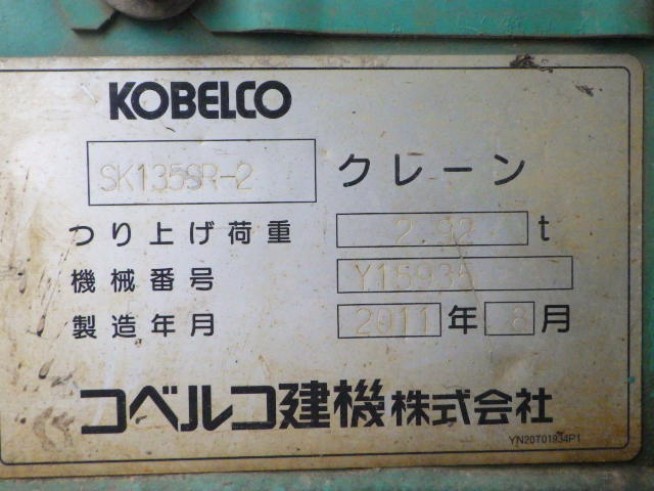 KOBELCO
SK135SR-2 クレーン
つり上げ荷重 2.92 t
機械番号 Y15935
製造年月 2011 年 8 月
コベルコ建機株式会社
YN20T01934P1